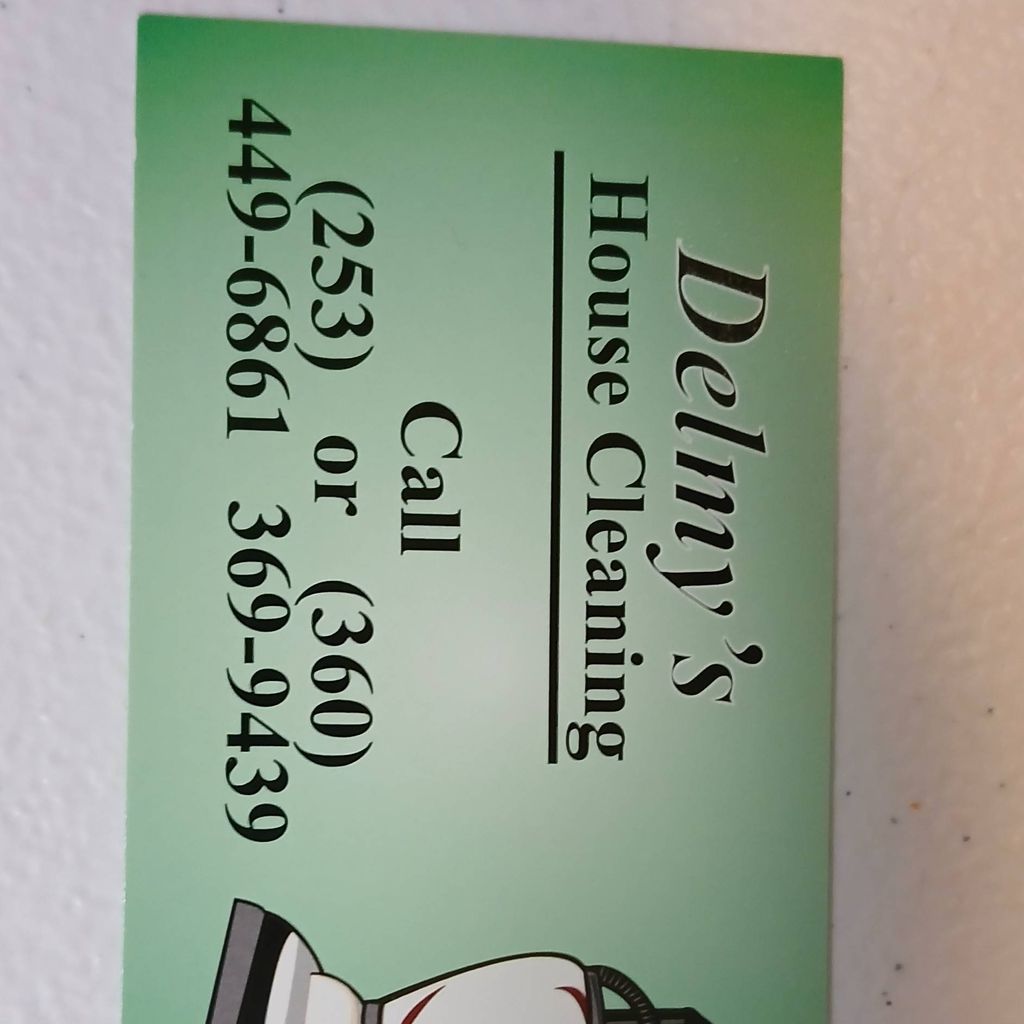 Delmy's
House Cleaning
Call
(253) or (360)
449-6861 369-9439